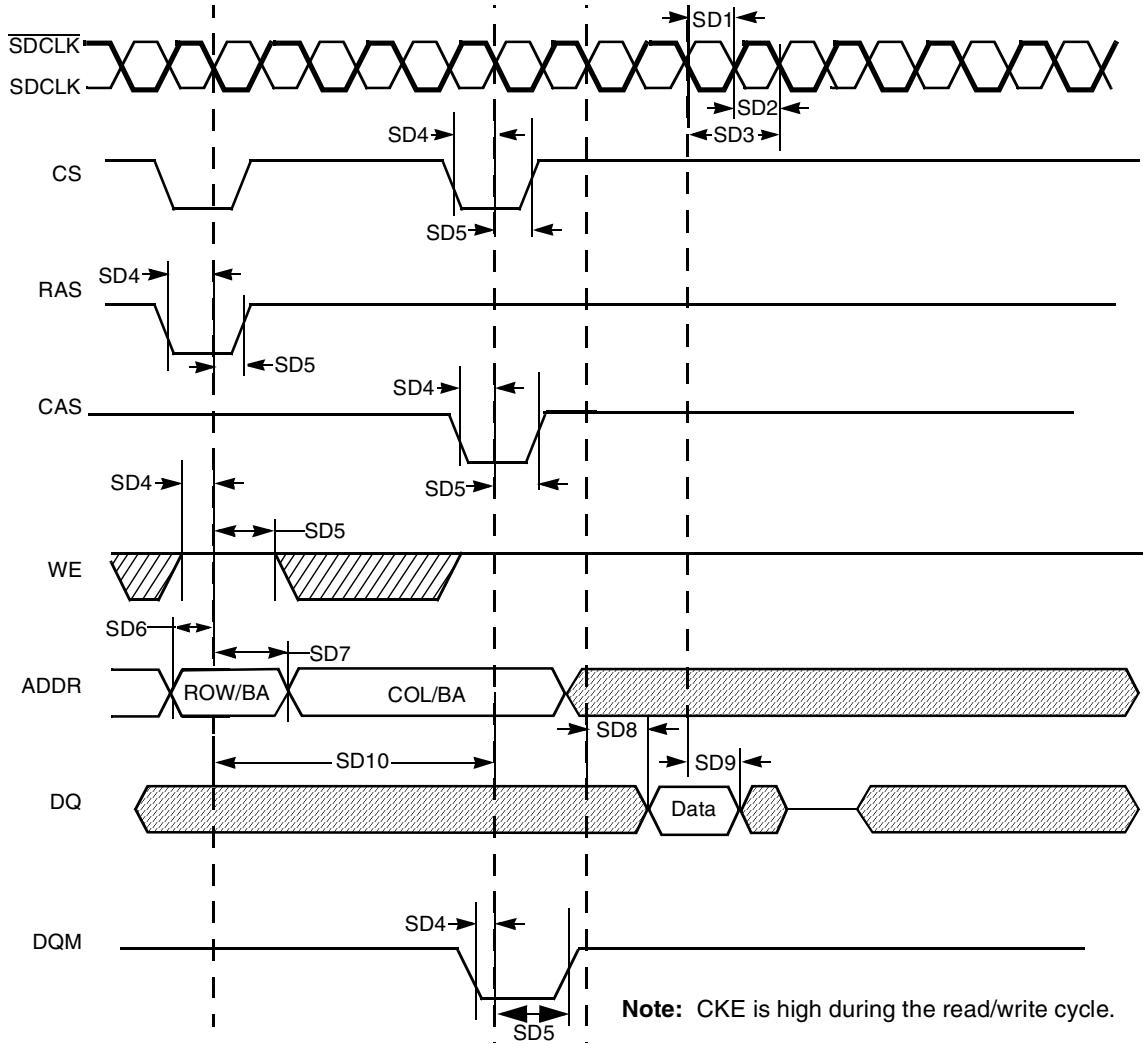 SD1
SDCLK
SDCLK
SD2
SD4
SD3
CS
SD5
SD4
RAS
SD5
SD4
CAS
SD4
SD5
SD5
WE
SD6
SD7
ADDR
ROW/BA
COL/BA
SD8
SD10
SD9
DQ
Data
SD4
DQM
Note: CKE is high during the read/write cycle.
SD5